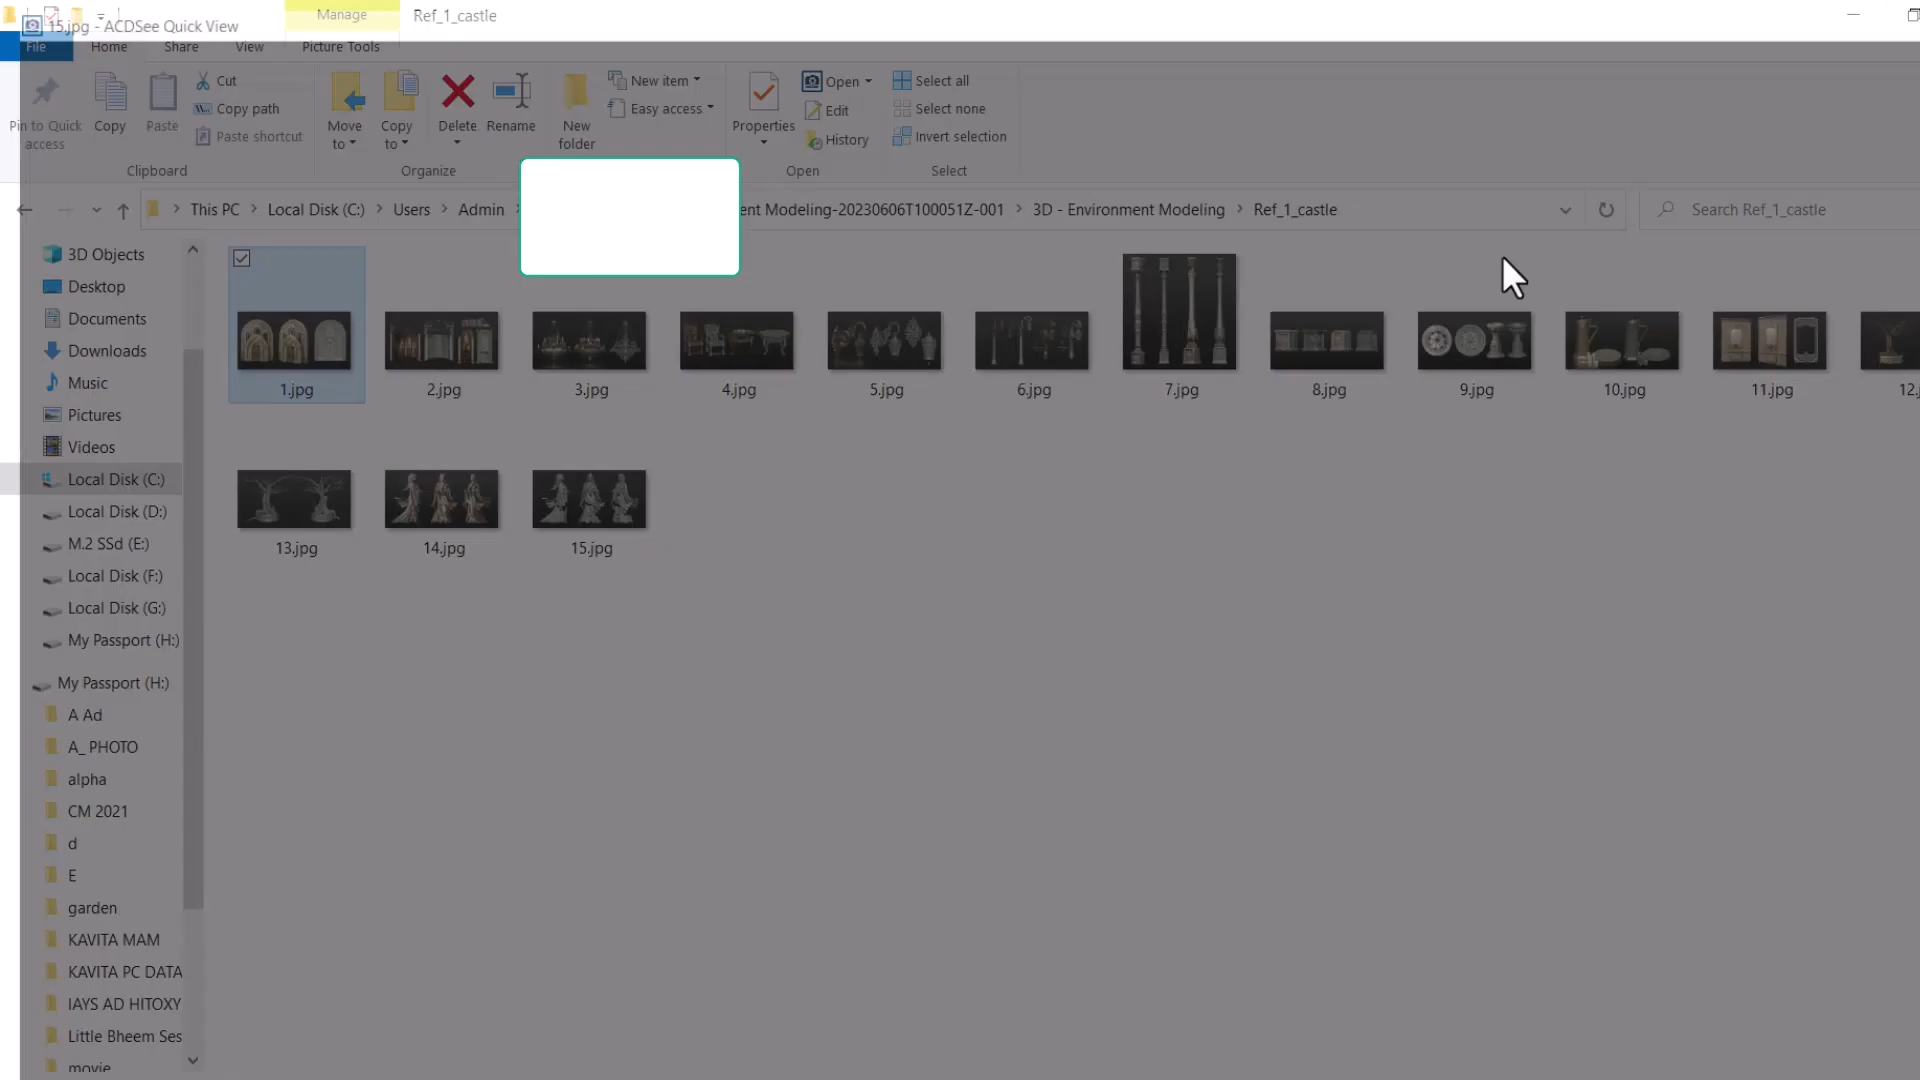 15.jpg - ACDSee Quick View
Manage
Ref_1_castle
File
Home
Share
View
Picture Tools
Pin to Quick
access
Copy
Paste
Cut
Copy path
Paste shortcut
Clipboard
Move
to
Copy
to
Delete
Rename
Organize
New
folder
New item
Easy access
Properties
Open
Edit
History
Open
Select all
Select none
Invert selection
Select
This PC
Local Disk (C:)
Users
Admin
ent Modeling-20230606T100051Z-001
3D - Environment Modeling
Ref_1_castle
Search Ref_1_castle
3D Objects
Desktop
Documents
Downloads
Music
Pictures
Videos
Local Disk (C:)
Local Disk (D:)
M.2 SSd (E:)
Local Disk (F:)
Local Disk (G:)
My Passport (H:)
My Passport (H:)
A Ad
A_ PHOTO
alpha
CM 2021
d
E
garden
KAVITA MAM
KAVITA PC DATA
IAYS AD HITOXY
Little Bheem Ses
movie
1.jpg
2.jpg
3.jpg
4.jpg
5.jpg
6.jpg
7.jpg
8.jpg
9.jpg
10.jpg
11.jpg
12.j
13.jpg
14.jpg
15.jpg